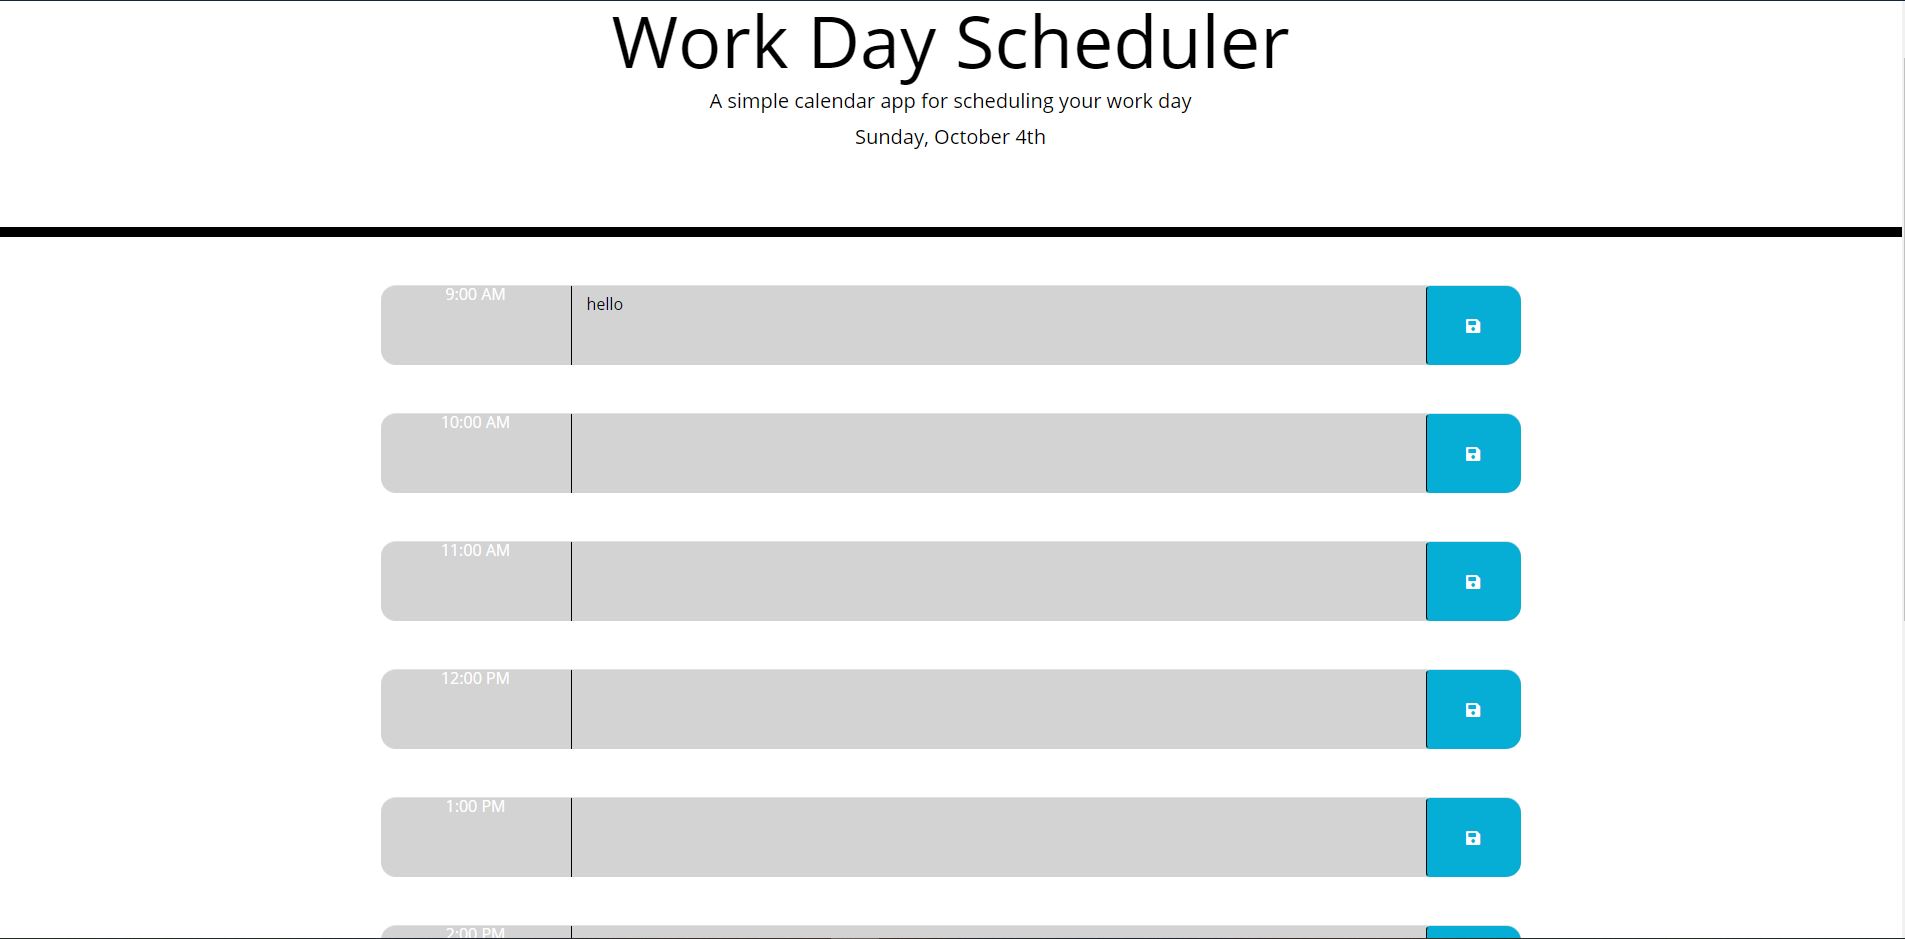 Work Day Scheduler
A simple calendar app for scheduling your work day
Sunday, October 4th
9:00 AM
hello
10:00 AM
11:00 AM
12:00 PM
1:00 PM
2:00 PM